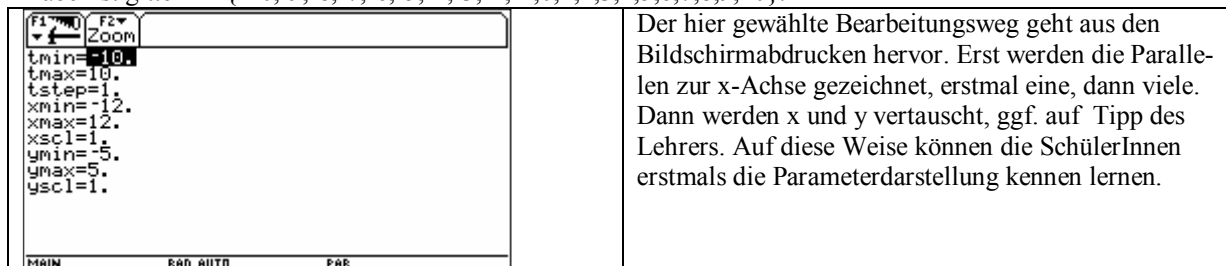 F1 F2
Zoom
tmin=-10.
tmax=10.
tstep=1.
xmin=-12.
xmax=12.
xscl=1.
ymin=-5.
ymax=5.
yscl=1.
MAIN RAD AUTO PAR
Der hier gewählte Bearbeitungsweg geht aus den
Bildschirmabdrucken hervor. Erst werden die Paralle-
len zur x-Achse gezeichnet, erstmal eine, dann viele.
Dann werden x und y vertauscht, ggf. auf Tipp des
Lehrers. Auf diese Weise können die SchülerInnen
erstmals die Parameterdarstellung kennen lernen.